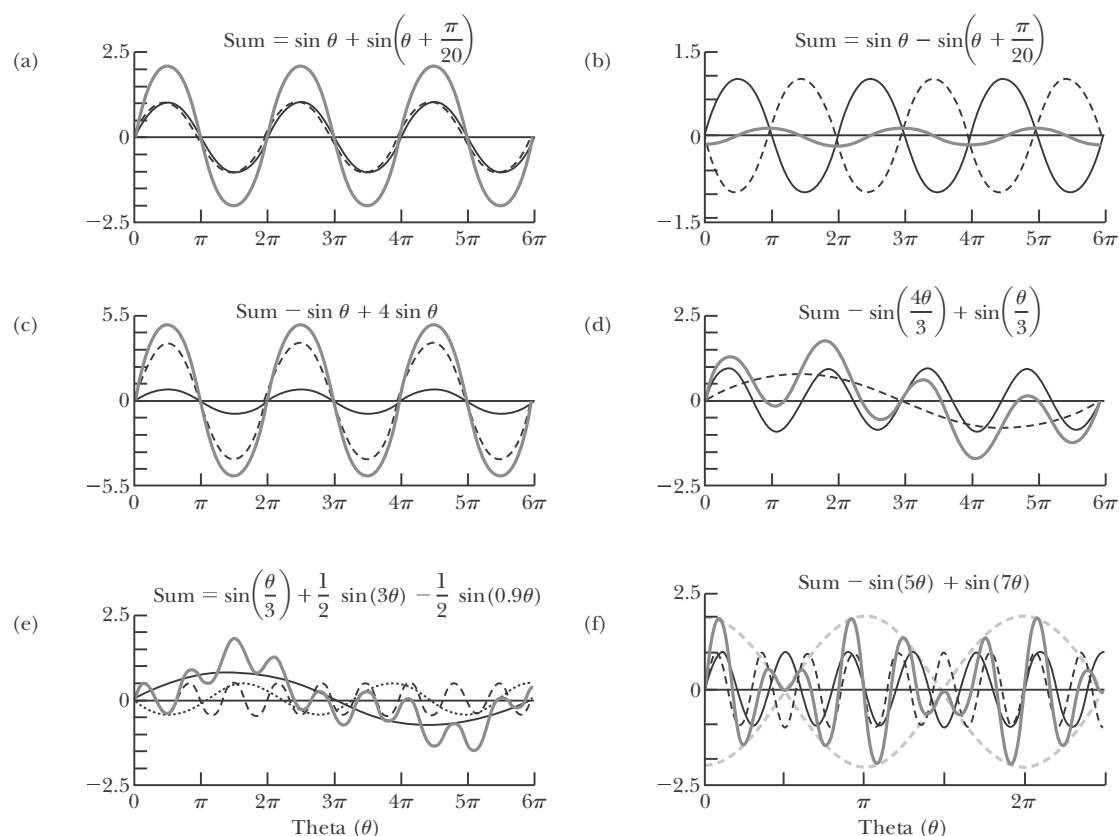 (a)
Sum = sin θ + sin(θ + π/20)
2.5
0
−2.5
0 π 2π 3π 4π 5π 6π
(b)
Sum = sin θ − sin(θ + π/20)
1.5
0
−1.5
0 π 2π 3π 4π 5π 6π
(c)
Sum − sin θ + 4 sin θ
5.5
0
−5.5
0 π 2π 3π 4π 5π 6π
(d)
Sum − sin(4θ/3) + sin(θ/3)
2.5
0
−2.5
0 π 2π 3π 4π 5π 6π
(e)
Sum = sin(θ/3) + 1/2 sin (3θ) − 1/2 sin (0.9θ)
2.5
0
−2.5
0 π 2π 3π 4π 5π 6π
Theta (θ)
(f)
Sum − sin (5θ) + sin (7θ)
2.5
0
−2.5
0 π 2π
Theta (θ)